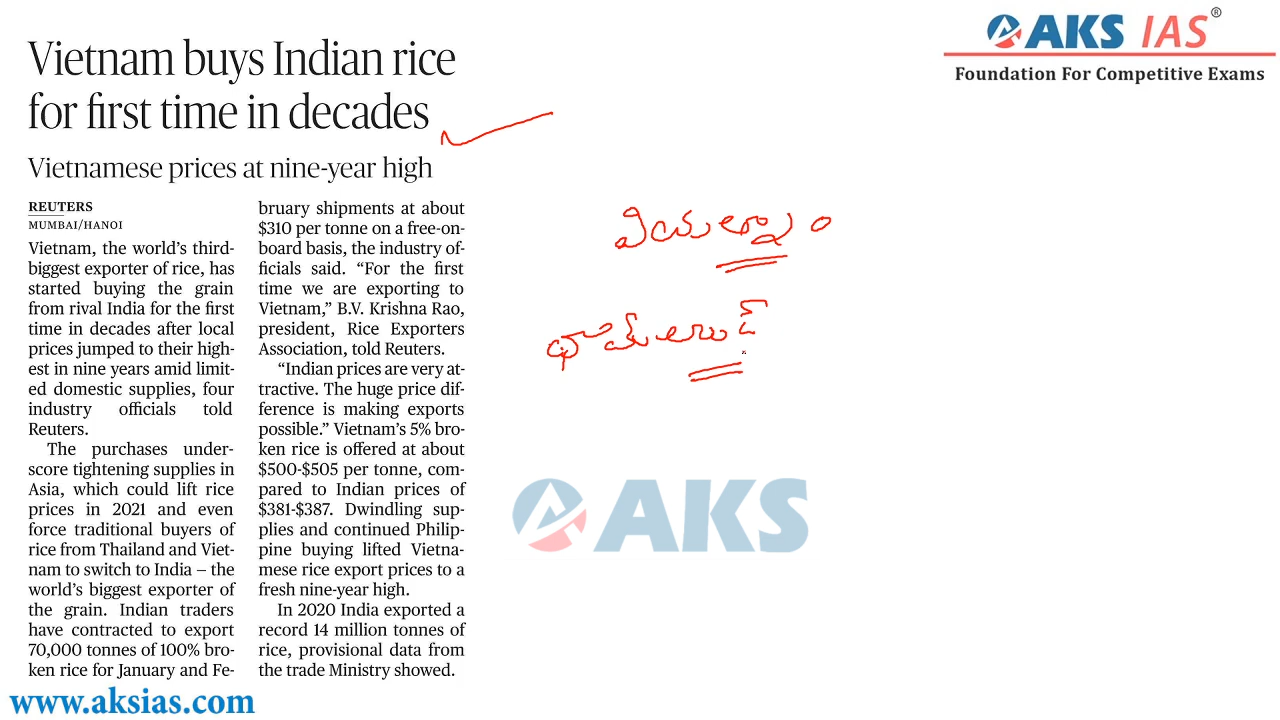 AKS IAS®
Foundation For Competitive Exams
Vietnam buys Indian rice
for first time in decades
Vietnamese prices at nine-year high
REUTERS
MUMBAI/HANOI
Vietnam, the world's third-
biggest exporter of rice, has
started buying the grain
from rival India for the first
time in decades after local
prices jumped to their high-
est in nine years amid limit-
ed domestic supplies, four
industry officials told
Reuters.
The purchases under-
score tightening supplies in
Asia, which could lift rice
prices in 2021 and even
force traditional buyers of
rice from Thailand and Viet-
nam to switch to India – the
world's biggest exporter of
the grain. Indian traders
have contracted to export
70,000 tonnes of 100% bro-
ken rice for January and Fe-
bruary shipments at about
$310 per tonne on a free-on-
board basis, the industry of-
ficials said. “For the first
time we are exporting to
Vietnam,” B.V. Krishna Rao,
president, Rice Exporters
Association, told Reuters.
“Indian prices are very at-
tractive. The huge price dif-
ference is making exports
possible.” Vietnam's 5% bro-
ken rice is offered at about
$500-$505 per tonne, com-
pared to Indian prices of
$381-$387. Dwindling sup-
plies and continued Philip-
pine buying lifted Vietna-
mese rice export prices to a
fresh nine-year high.
In 2020 India exported a
record 14 million tonnes of
rice, provisional data from
the trade Ministry showed.
వియత్నాం
AKS
www.aksias.com